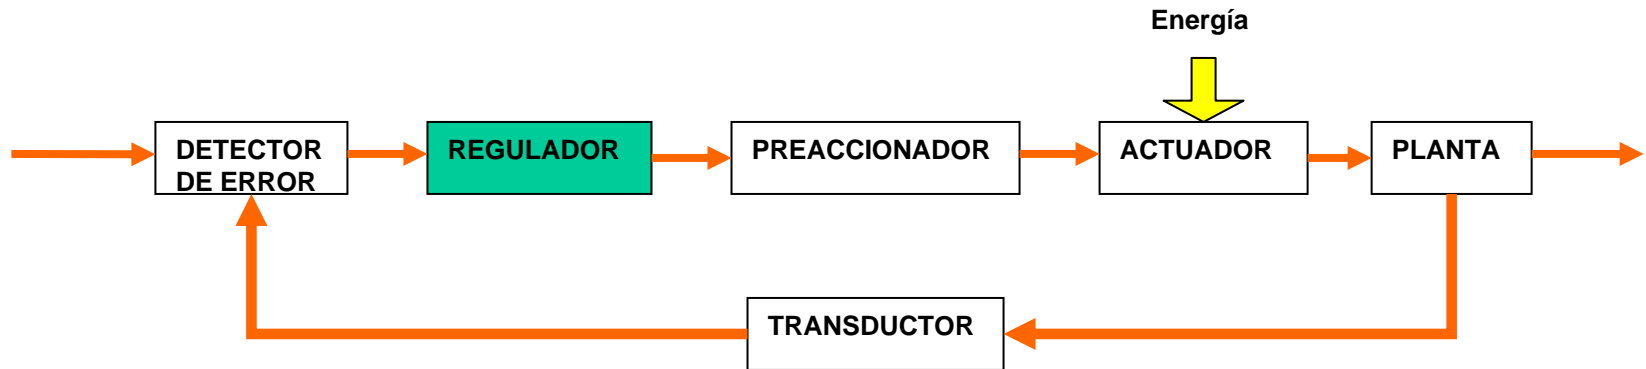 Energía
DETECTOR
DE ERROR
REGULADOR
PREACCIONADOR
ACTUADOR
PLANTA
TRANSDUCTOR